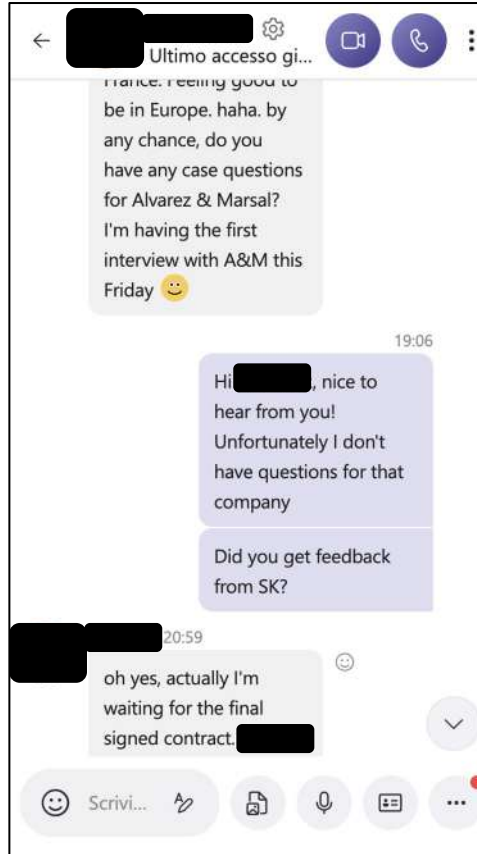 Ultimo accesso gi...
France. Feeling good to
be in Europe. haha. by
any chance, do you
have any case questions
for Alvarez & Marsal?
I'm having the first
interview with A&M this
Friday
19:06
Hi , nice to
hear from you!
Unfortunately I don't
have questions for that
company
Did you get feedback
from SK?
20:59
oh yes, actually I'm
waiting for the final
signed contract.
Scrivi...